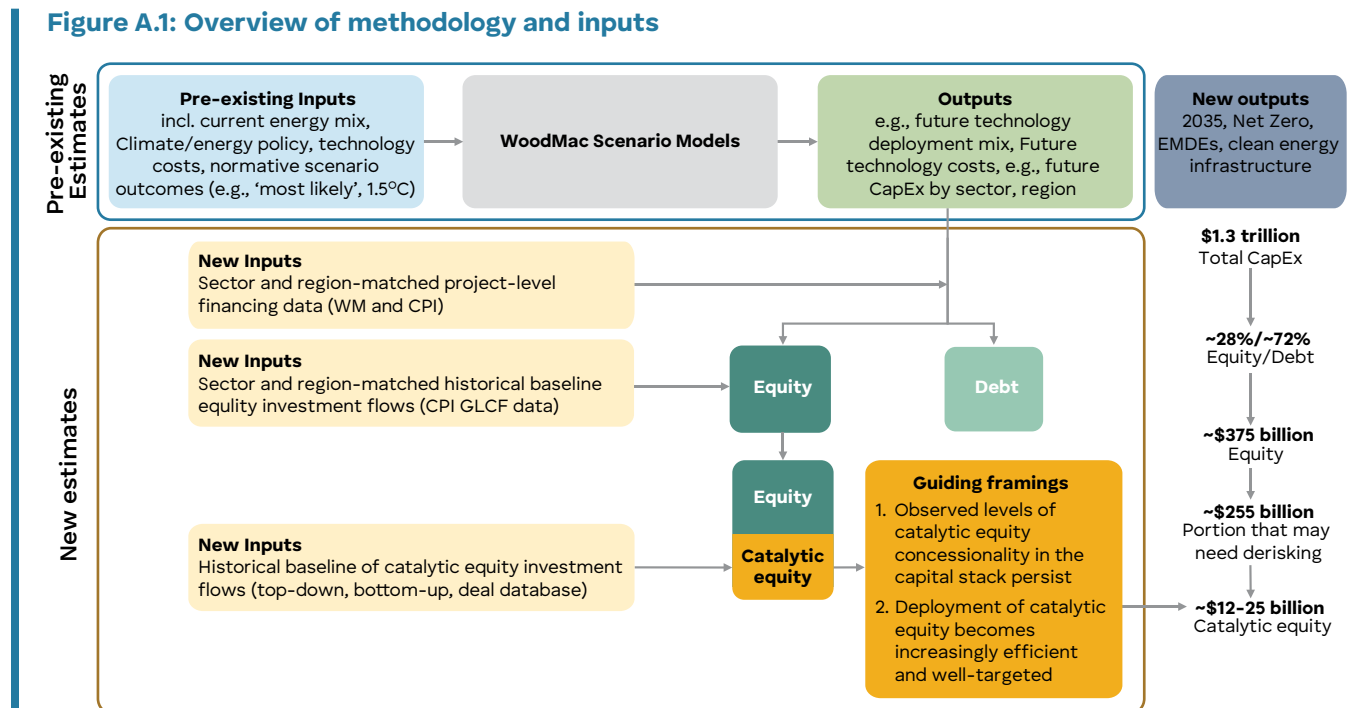 Figure A.1: Overview of methodology and inputs
Pre-existing
Estimates
Pre-existing Inputs
incl. current energy mix,
Climate/energy policy, technology
costs, normative scenario
outcomes (e.g., ‘most likely’, 1.5°C)
WoodMac Scenario Models
Outputs
e.g., future technology
deployment mix, Future
technology costs, e.g., future
CapEx by sector, region
New outputs
2035, Net Zero,
EMDEs, clean energy
infrastructure
New estimates
New Inputs
Sector and region-matched project-level
financing data (WM and CPI)
New Inputs
Sector and region-matched historical baseline
equlity investment flows (CPI GLCF data)
Equity
Debt
New Inputs
Historical baseline of catalytic equity investment
flows (top-down, bottom-up, deal database)
Equity
Catalytic
equity
Guiding framings
1. Observed levels of
catalytic equity
concessionality in the
capital stack persist
2. Deployment of catalytic
equity becomes
increasingly efficient
and well-targeted
$1.3 trillion
Total CapEx
~28%/~72%
Equity/Debt
~$375 billion
Equity
~$255 billion
Portion that may
need derisking
~$12-25 billion
Catalytic equity